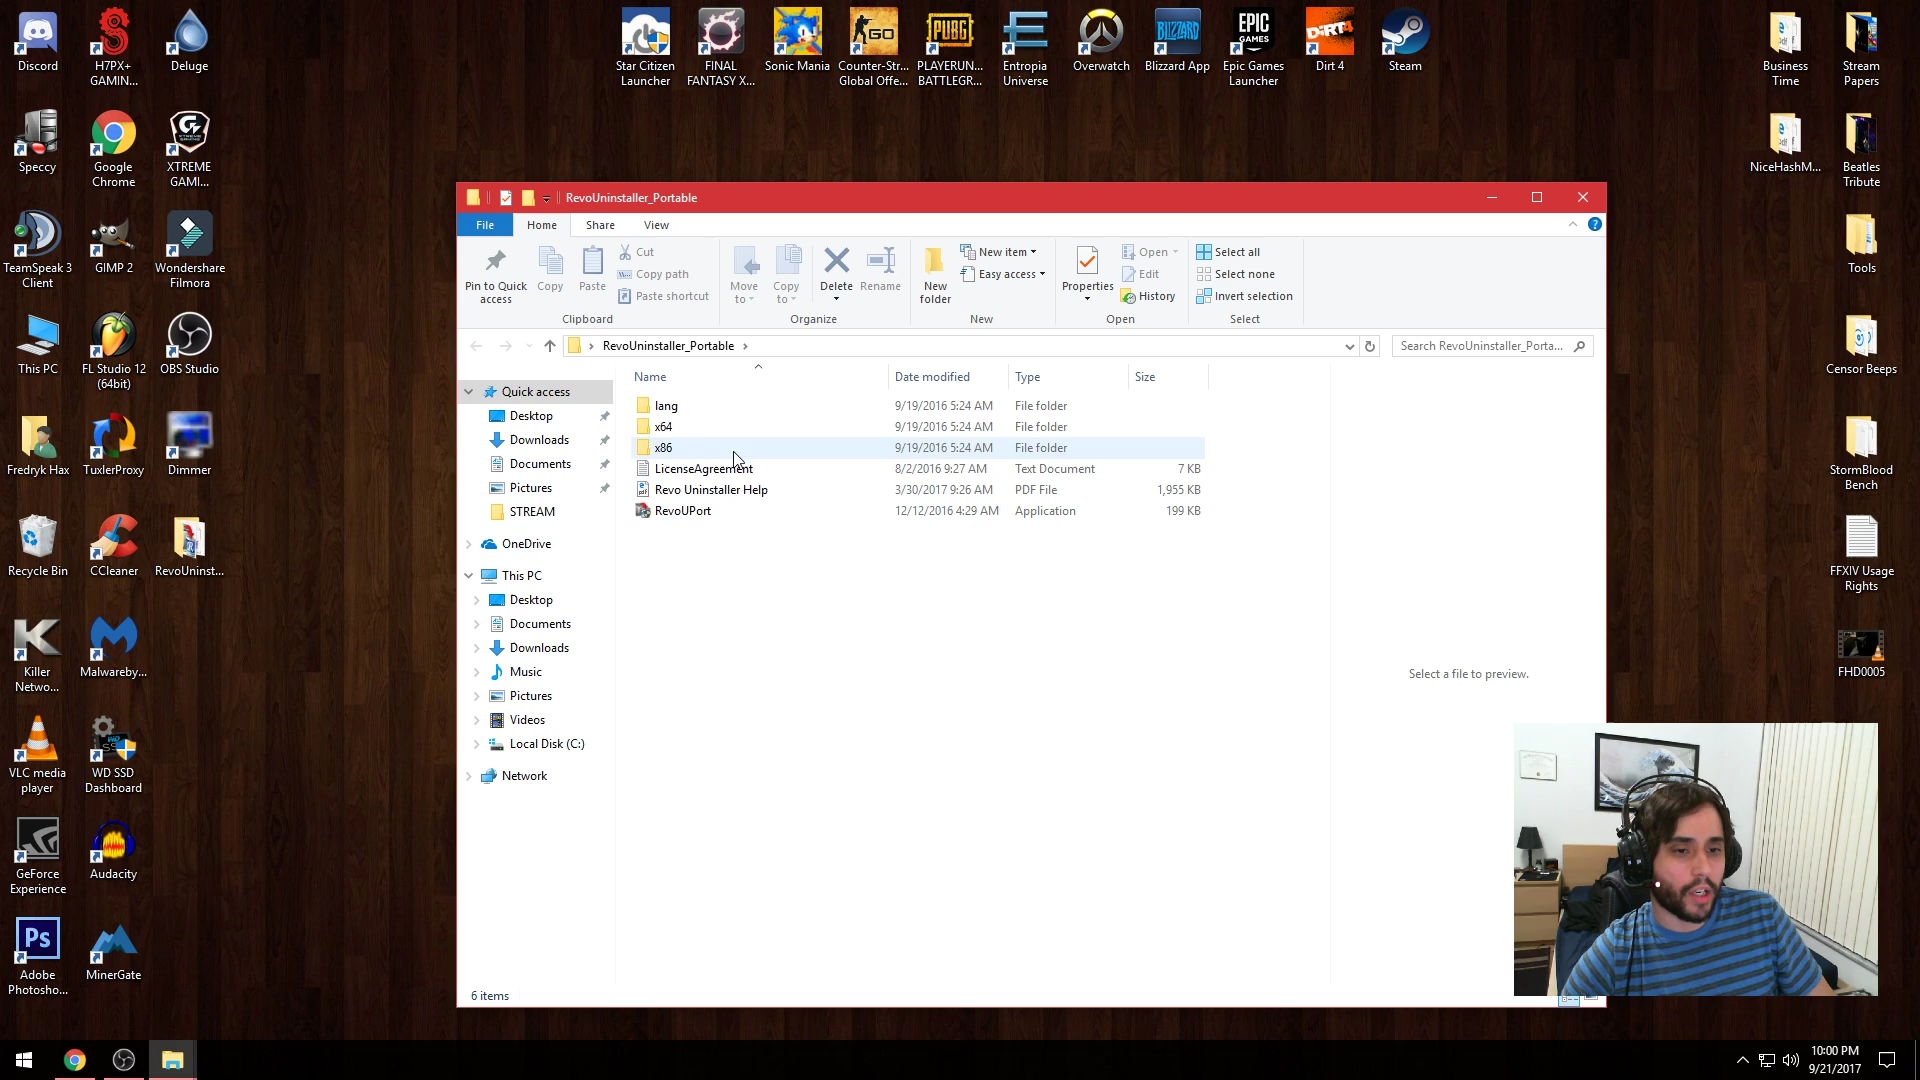 Discord
H7PX+
GAMIN...
Deluge
Star Citizen
Launcher
FINAL
FANTASY X...
Sonic Mania
GO
Counter-Str...
Global Offe...
PUBG
PLAYERUN...
BATTLEGR...
Entropia
Universe
Overwatch
BLIZZARD
Blizzard App
EPIC
GAMES
Epic Games
Launcher
DiRT4
Dirt 4
Steam
Business
Time
Stream
Papers
Speccy
Google
Chrome
XTREME
GAMI...
NiceHashM...
Beatles
Tribute
TeamSpeak 3
Client
GIMP 2
Wondershare
Filmora
Tools
This PC
FL Studio 12
(64bit)
OBS Studio
Censor Beeps
Fredryk Hax
TuxlerProxy
Dimmer
StormBlood
Bench
Recycle Bin
CCleaner
RevoUninst...
FFXIV Usage
Rights
Killer
Netwo...
Malwareby...
FHD0005
VLC media
player
WD SSD
Dashboard
GeForce
Experience
Audacity
Ps
Adobe
Photosho...
MinerGate
RevoUninstaller_Portable
File
Home
Share
View
Pin to Quick
access
Copy
Paste
Cut
Copy path
Paste shortcut
Clipboard
Move
to
Copy
to
Delete
Rename
Organize
New
folder
New item
Easy access
New
Properties
Open
Edit
History
Open
Select all
Select none
Invert selection
Select
RevoUninstaller_Portable
Search RevoUninstaller_Porta...
Name
Date modified
Type
Size
lang 9/19/2016 5:24 AM File folder
x64 9/19/2016 5:24 AM File folder
x86 9/19/2016 5:24 AM File folder
LicenseAgreement 8/2/2016 9:27 AM Text Document 7 KB
Revo Uninstaller Help 3/30/2017 9:26 AM PDF File 1,955 KB
RevoUPort 12/12/2016 4:29 AM Application 199 KB
Quick access
Desktop
Downloads
Documents
Pictures
STREAM
OneDrive
This PC
Desktop
Documents
Downloads
Music
Pictures
Videos
Local Disk (C:)
Network
Select a file to preview.
6 items
10:00 PM
9/21/2017